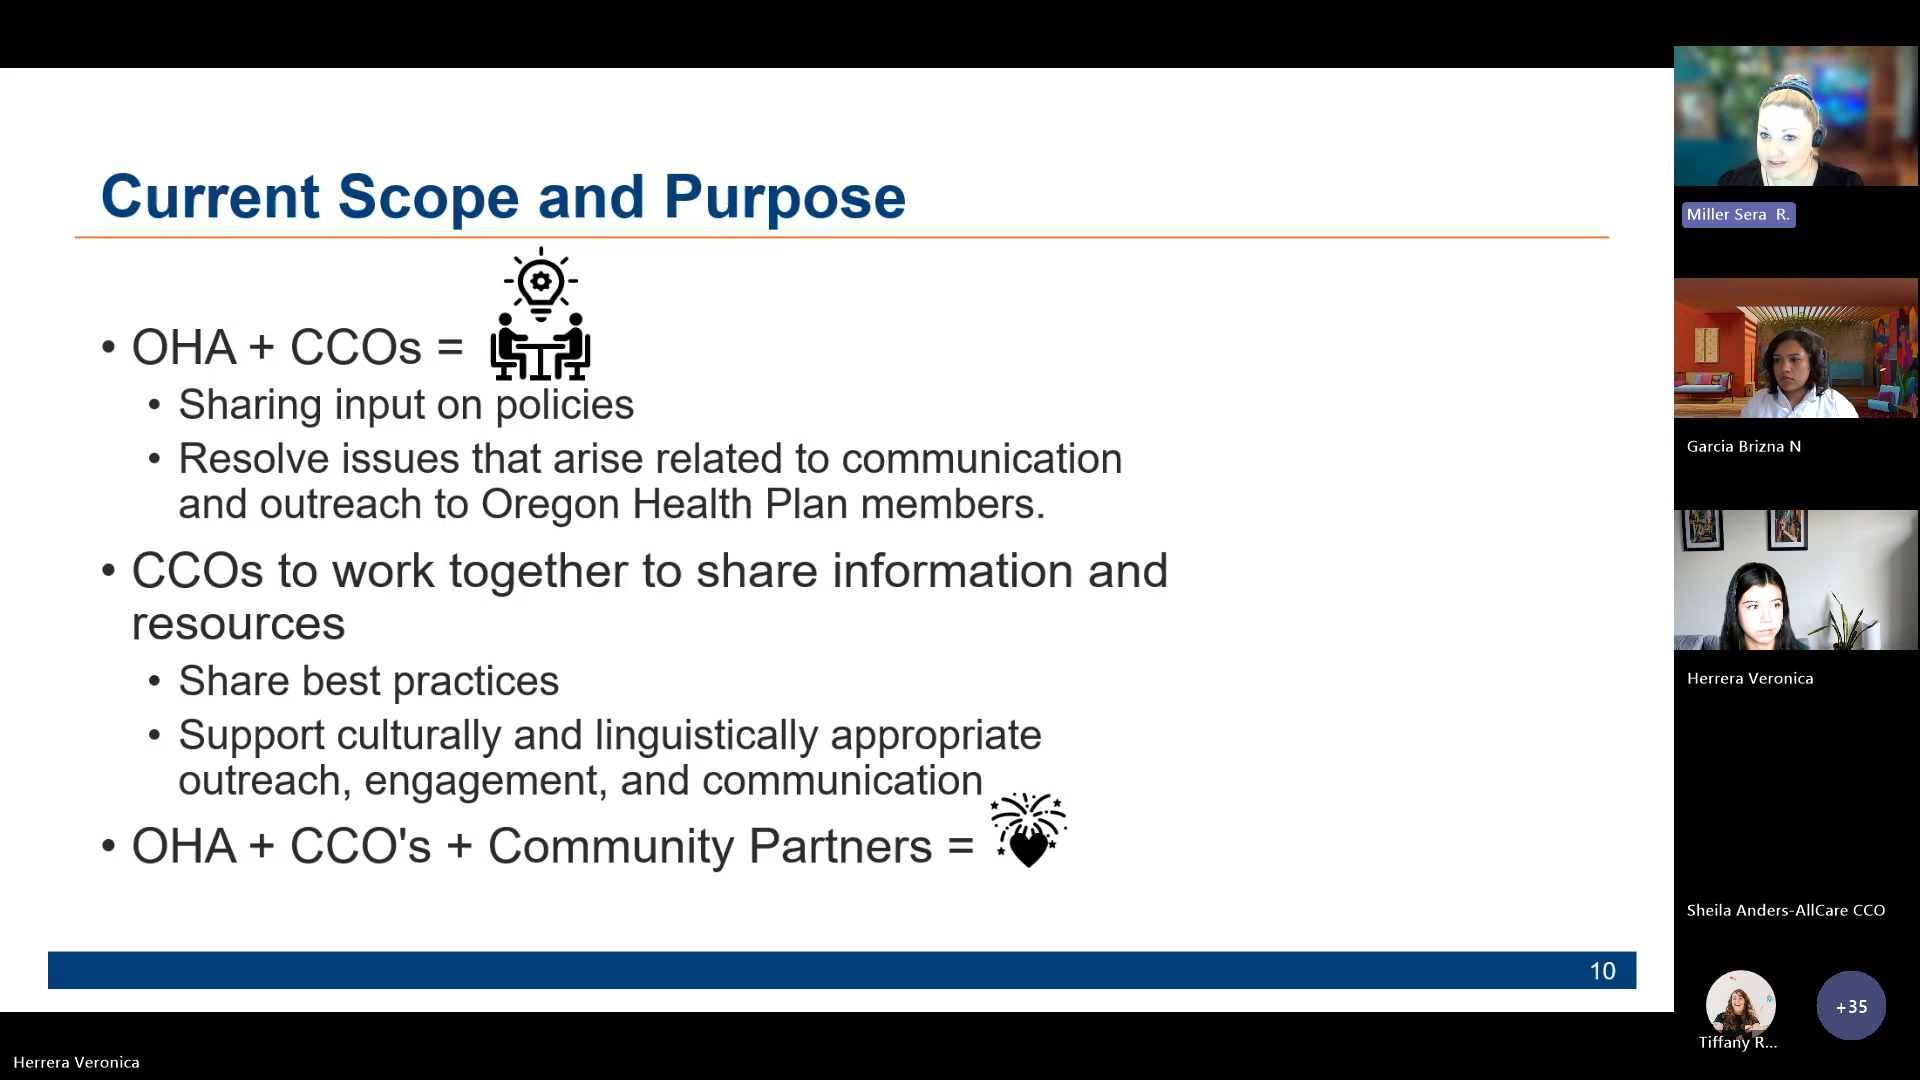 Current Scope and Purpose
• OHA + CCOs =
• Sharing input on policies
• Resolve issues that arise related to communication
and outreach to Oregon Health Plan members.
• CCOs to work together to share information and
resources
• Share best practices
• Support culturally and linguistically appropriate
outreach, engagement, and communication
• OHA + CCO's + Community Partners =
10
Miller Sera R.
Garcia Brizna N
Herrera Veronica
Sheila Anders-AllCare CCO
Tiffany R...
+35
Herrera Veronica